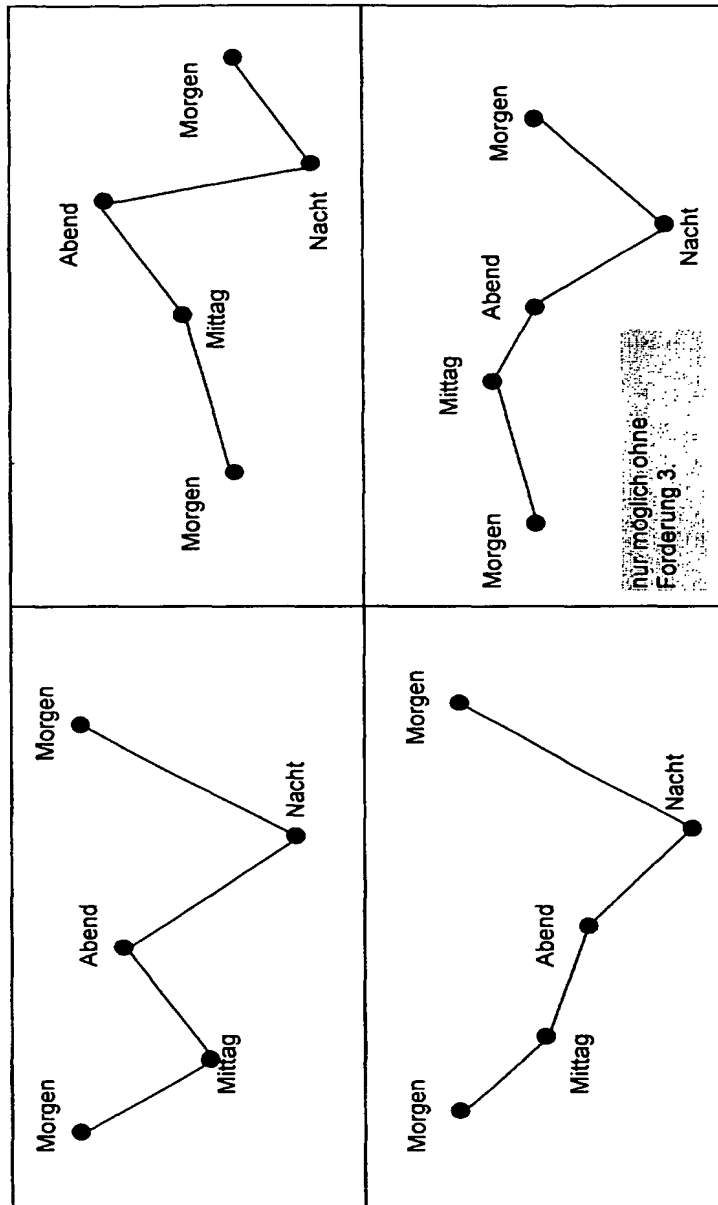 Morgen
Morgen
Abend
Mittag
Nacht
Abend
Morgen
Morgen
Mittag
Nacht
Morgen
Morgen
Abend
Mittag
Nacht
Mittag
Morgen
Abend
Morgen
nur möglich ohne
Forderung 3.
Nacht